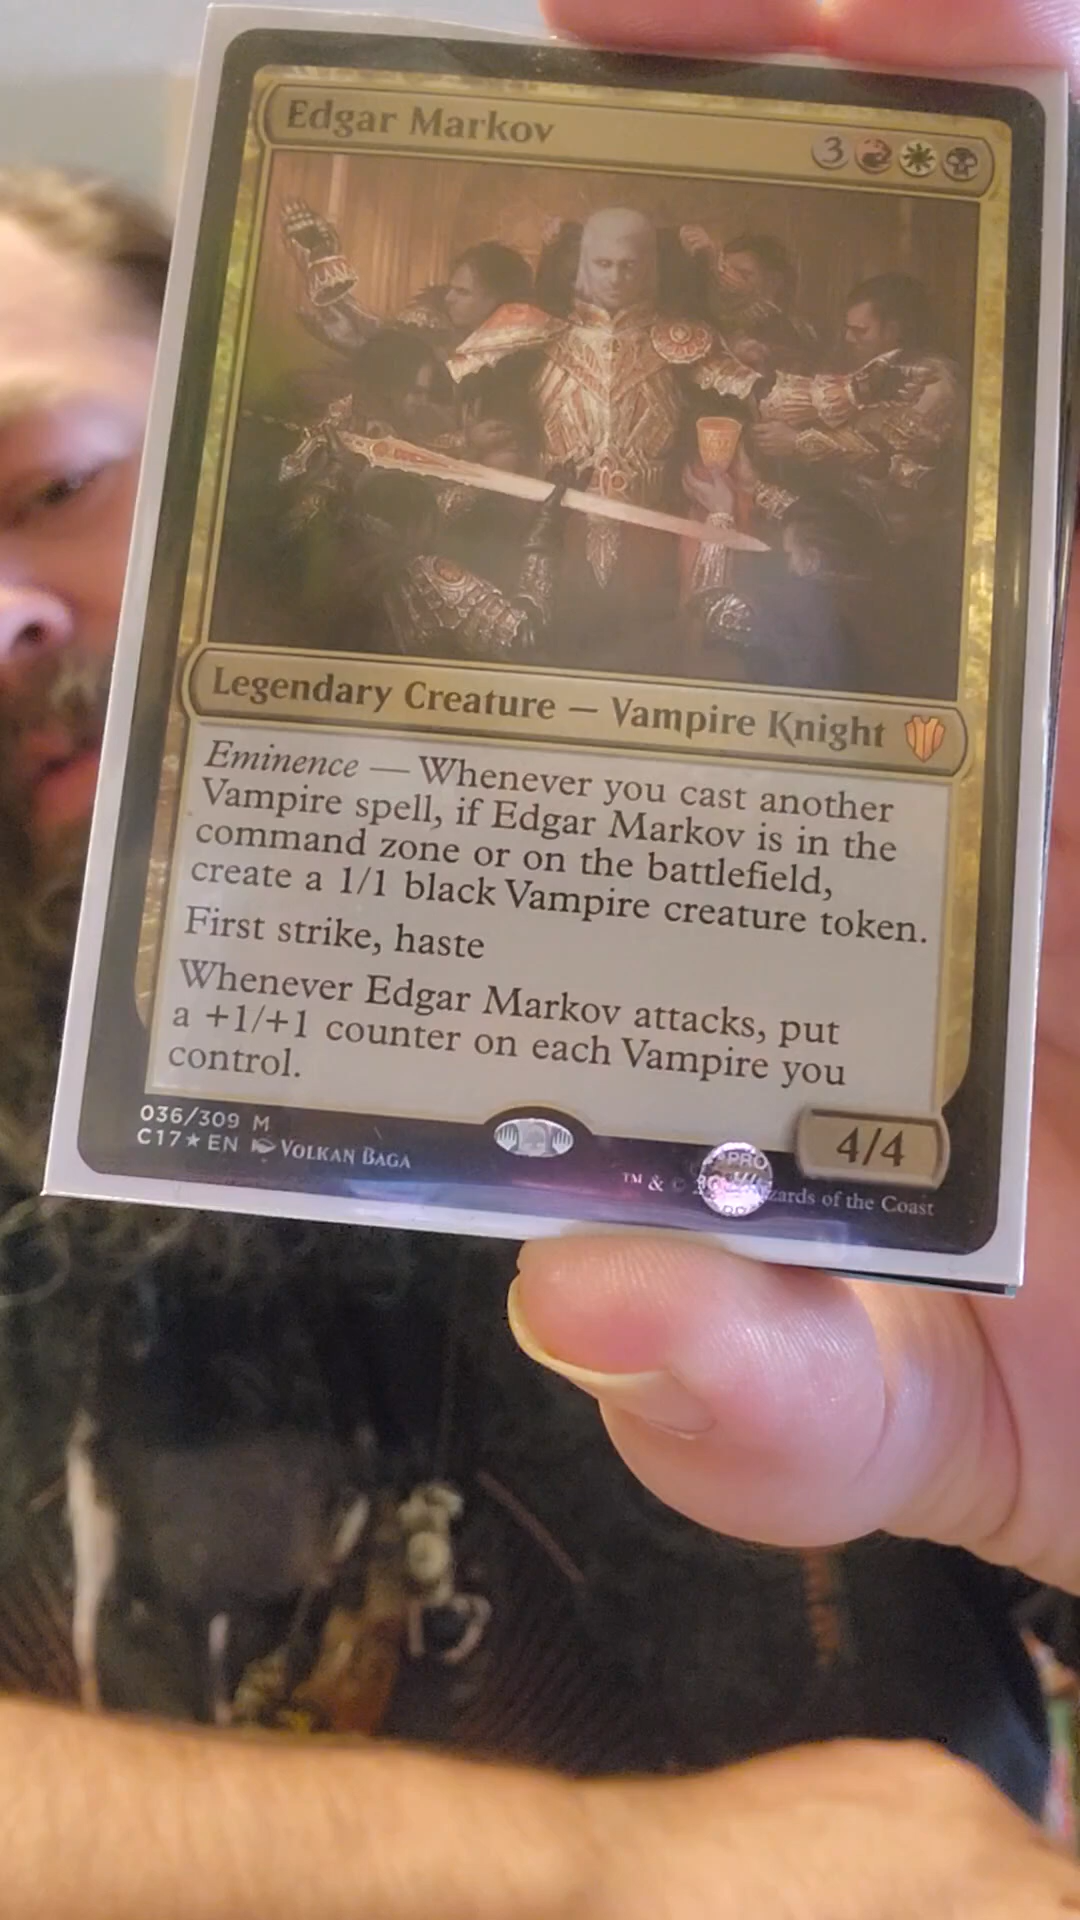 Edgar Markov
3
Legendary Creature — Vampire Knight
Eminence — Whenever you cast another
Vampire spell, if Edgar Markov is in the
command zone or on the battlefield,
create a 1/1 black Vampire creature token.
First strike, haste
Whenever Edgar Markov attacks, put
a +1/+1 counter on each Vampire you
control.
4/4
036/309 M
C17★EN VOLKAN BAGA
™ & © of the Coast
PRO